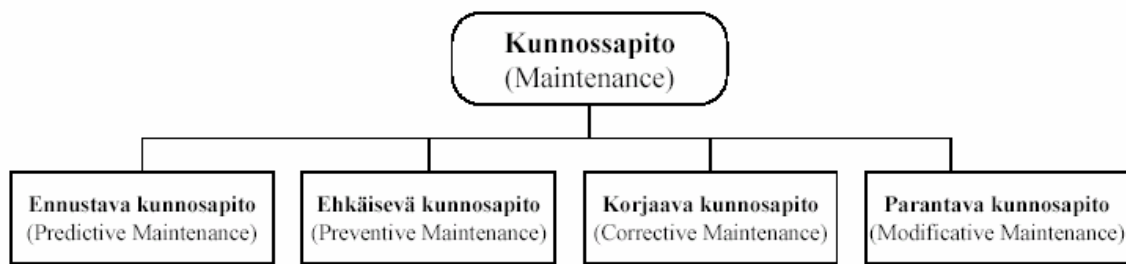 Kunnossapito
(Maintenance)
Ennustava kunnosapito
(Predictive Maintenance)
Ehkäisevä kunnosapito
(Preventive Maintenance)
Korjaava kunnosapito
(Corrective Maintenance)
Parantava kunnosapito
(Modificative Maintenance)